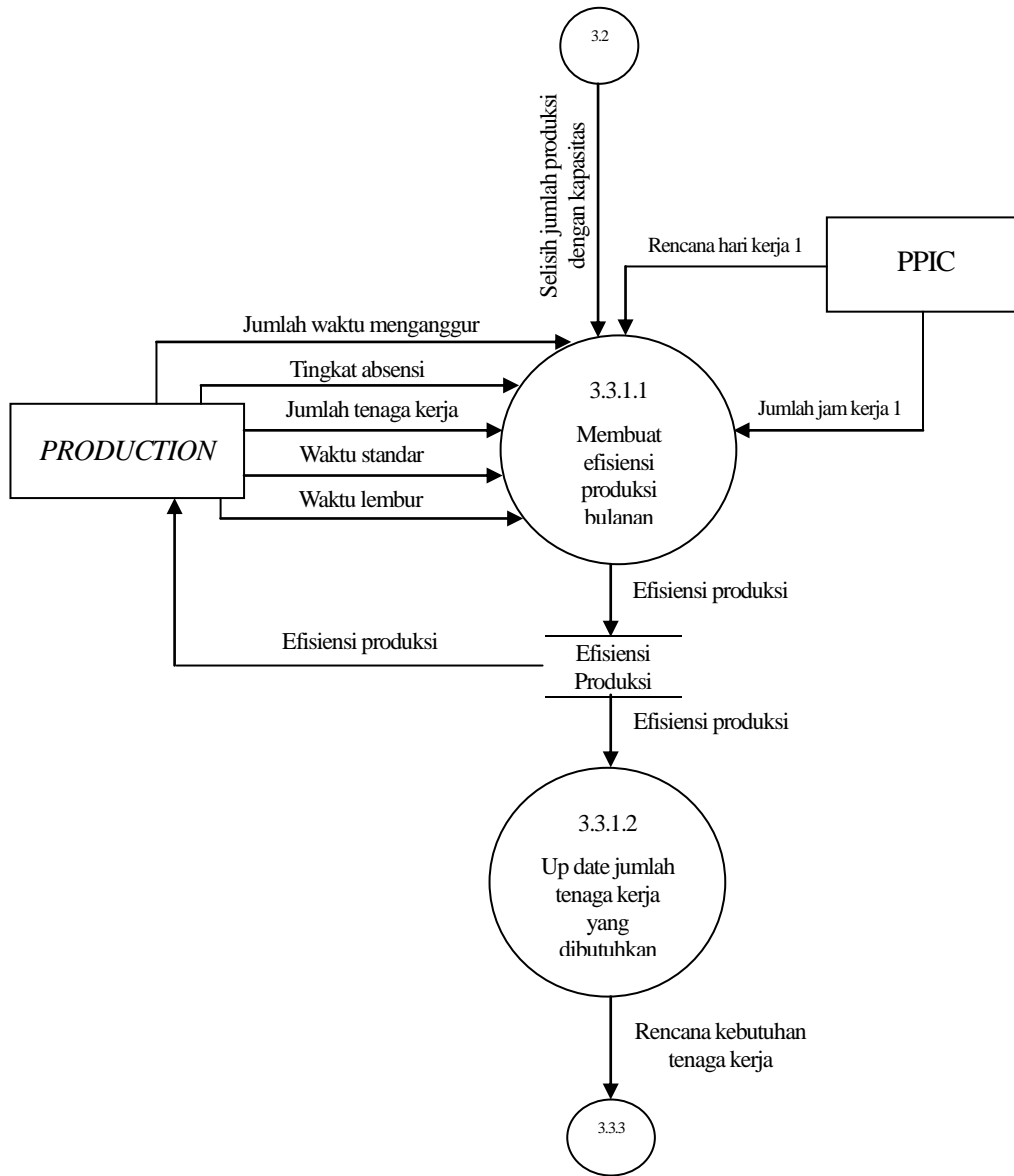 3.2
Selisih jumlah produksi
dengan kapasitas
Rencana hari kerja 1
PPIC
Jumlah waktu menganggur
Tingkat absensi
Jumlah tenaga kerja
Waktu standar
Waktu lembur
PRODUCTION
3.3.1.1
Membuat
efisiensi
produksi
bulanan
Jumlah jam kerja 1
Efisiensi produksi
Efisiensi produksi
Efisiensi
Produksi
Efisiensi produksi
3.3.1.2
Up date jumlah
tenaga kerja
yang
dibutuhkan
Rencana kebutuhan
tenaga kerja
3.3.3